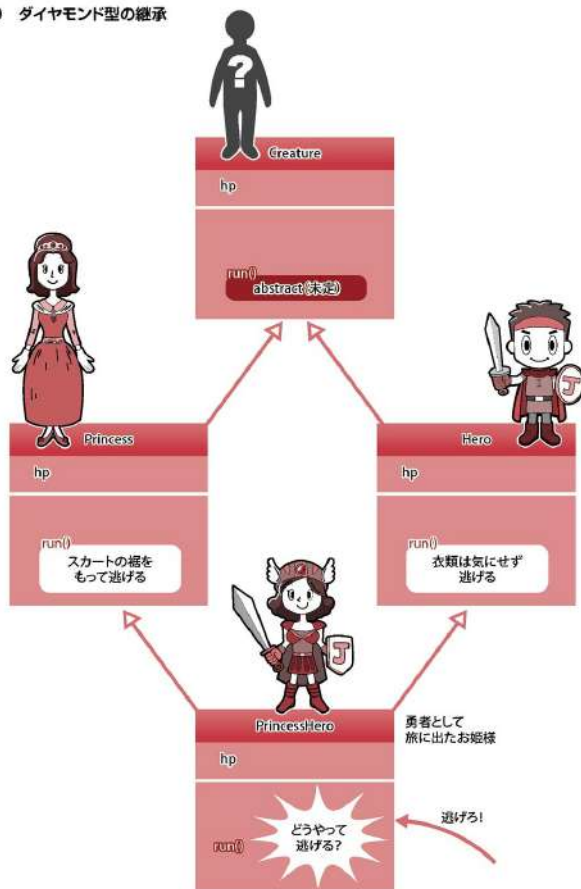 ダイヤモンド型の継承
?
Creature
hp
run()
abstract(未定)
J
Princess
hp
run()
スカートの裾を
もって逃げる
Hero
hp
run()
衣類は気にせず
逃げる
J
PrincessHero
hp
run()
どうやって
逃げる?
勇者として
旅に出たお姫様
逃げろ!